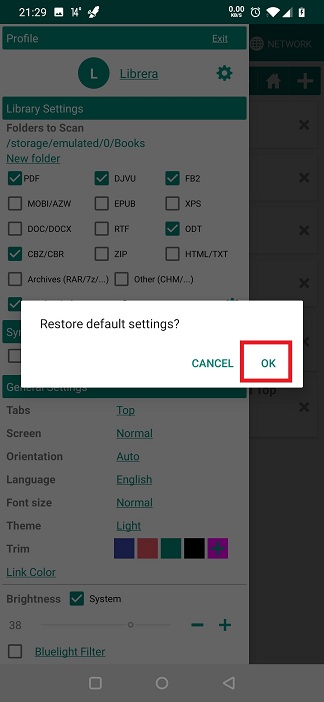 21:29 14° 0.00 KB/S
Profile Exit
NETWORK
L Librera
Library Settings
Folders to Scan
/storage/emulated/0/Books
New folder
PDF DJVU FB2
MOBI/AZW EPUB XPS
DOC/DOCX RTF ODT
CBZ/CBR ZIP HTML/TXT
Archives (RAR/7z/...) Other (CHM/...)
Restore default settings?
CANCEL OK
General Settings
Tabs Top
Screen Normal
Orientation Auto
Language English
Font size Normal
Theme Light
Trim
Link Color
Brightness System
38
Bluelight Filter